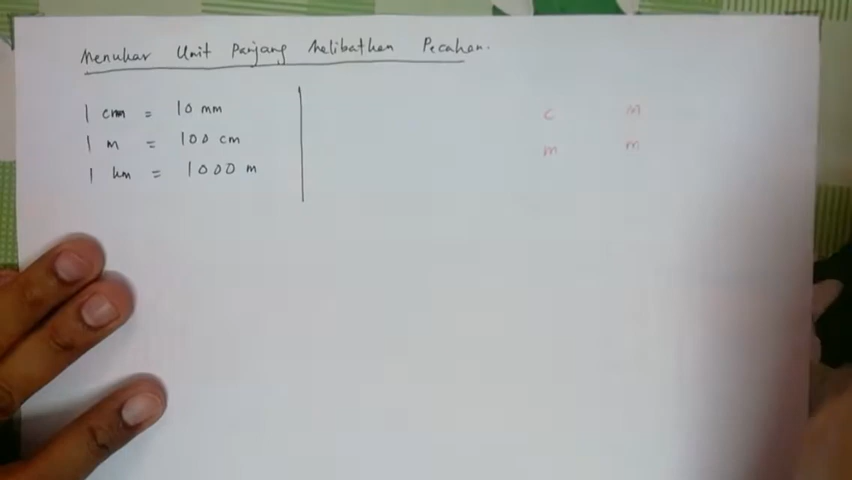 Menukar Unit Panjang Melibatkan Pecahan.
1 cm = 10 mm
1 m = 100 cm
1 km = 1000 m
c m
m m